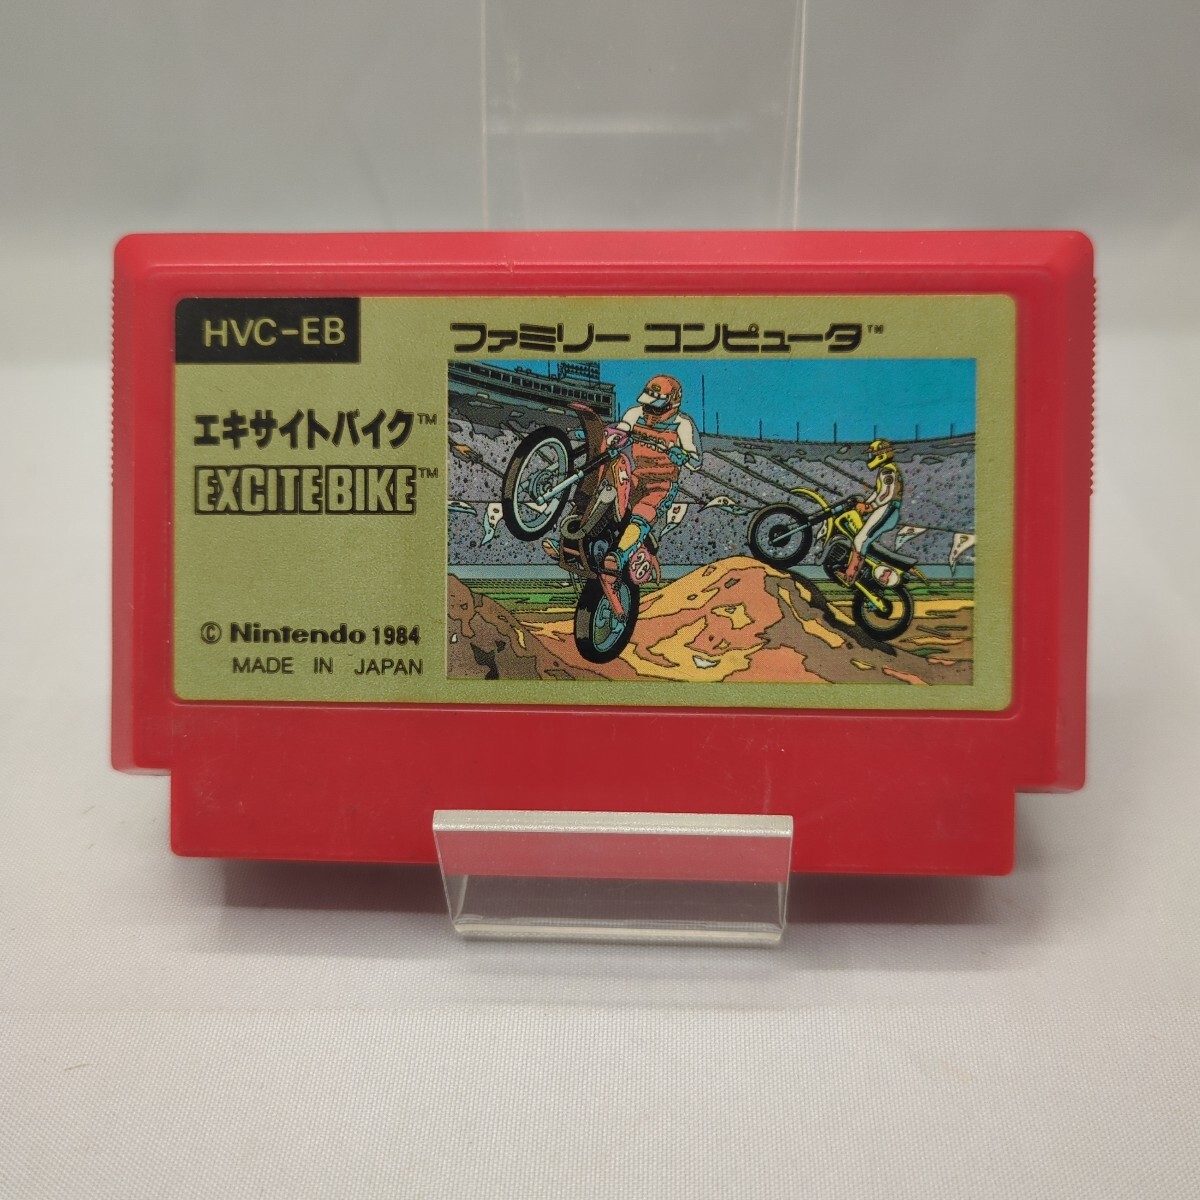 HVC-EB
ファミリー コンピュータ™
エキサイトバイク™
EXCITEBIKE™
© Nintendo 1984
MADE IN JAPAN
26